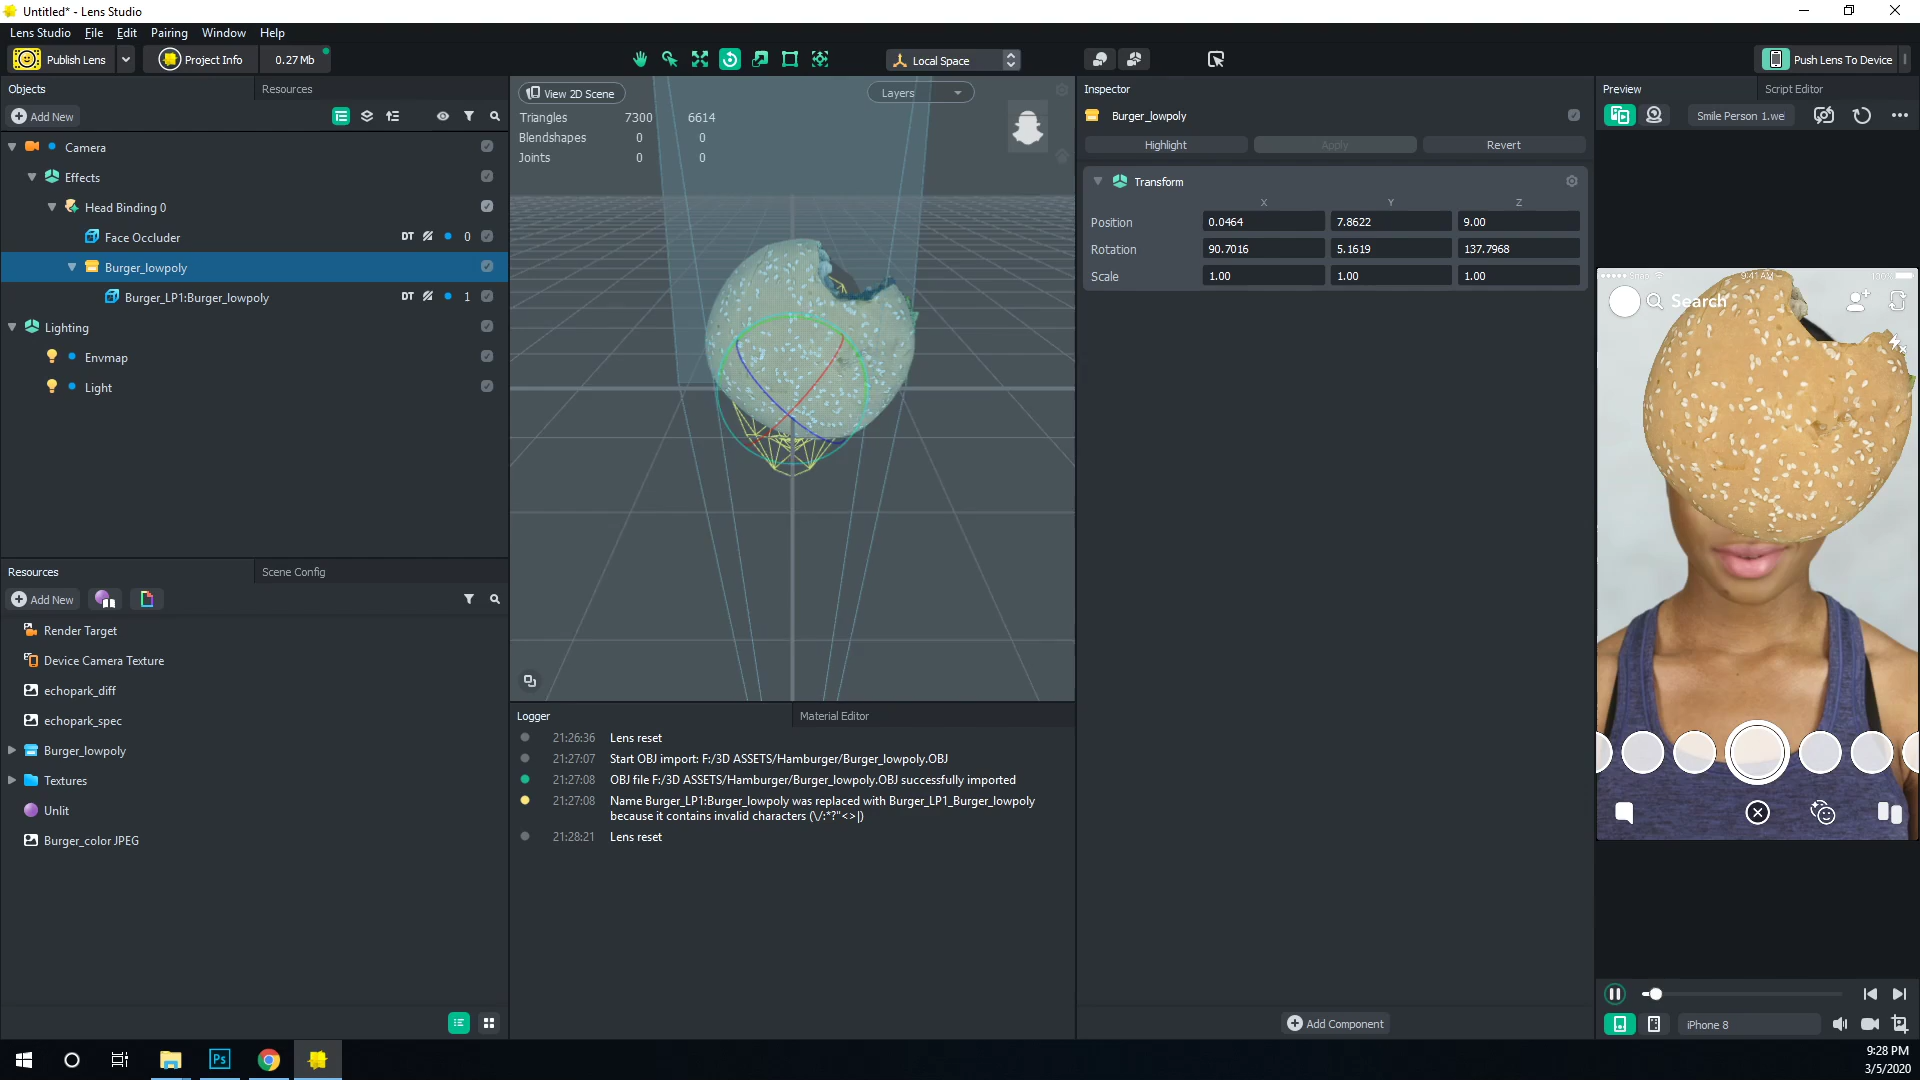 Untitled* - Lens Studio
Lens Studio File Edit Pairing Window Help
Publish Lens Project Info 0.27 Mb Local Space Push Lens To Device
Objects Resources
Add New
Camera
Effects
Head Binding 0
Face Occluder DT 0
Burger_lowpoly
Burger_LP1:Burger_lowpoly DT 1
Lighting
Envmap
Light
Resources Scene Config
Add New
Render Target
Device Camera Texture
echopark_diff
echopark_spec
Burger_lowpoly
Textures
Unlit
Burger_color JPEG
View 2D Scene Layers
Triangles 7300 6614
Blendshapes 0 0
Joints 0 0
Logger Material Editor
21:26:36 Lens reset
21:27:07 Start OBJ import: F:/3D ASSETS/Hamburger/Burger_lowpoly.OBJ
21:27:08 OBJ file F:/3D ASSETS/Hamburger/Burger_lowpoly.OBJ successfully imported
21:27:08 Name Burger_LP1:Burger_lowpoly was replaced with Burger_LP1_Burger_lowpoly
because it contains invalid characters (\/:*?"<>|)
21:28:21 Lens reset
Inspector
Burger_lowpoly
Highlight Apply Revert
Transform
X Y Z
Position 0.0464 7.8622 9.00
Rotation 90.7016 5.1619 137.7968
Scale 1.00 1.00 1.00
Add Component
Preview Script Editor
Smile Person 1.we
9:41 AM
Search
iPhone 8
Ps
9:28 PM
3/5/2020